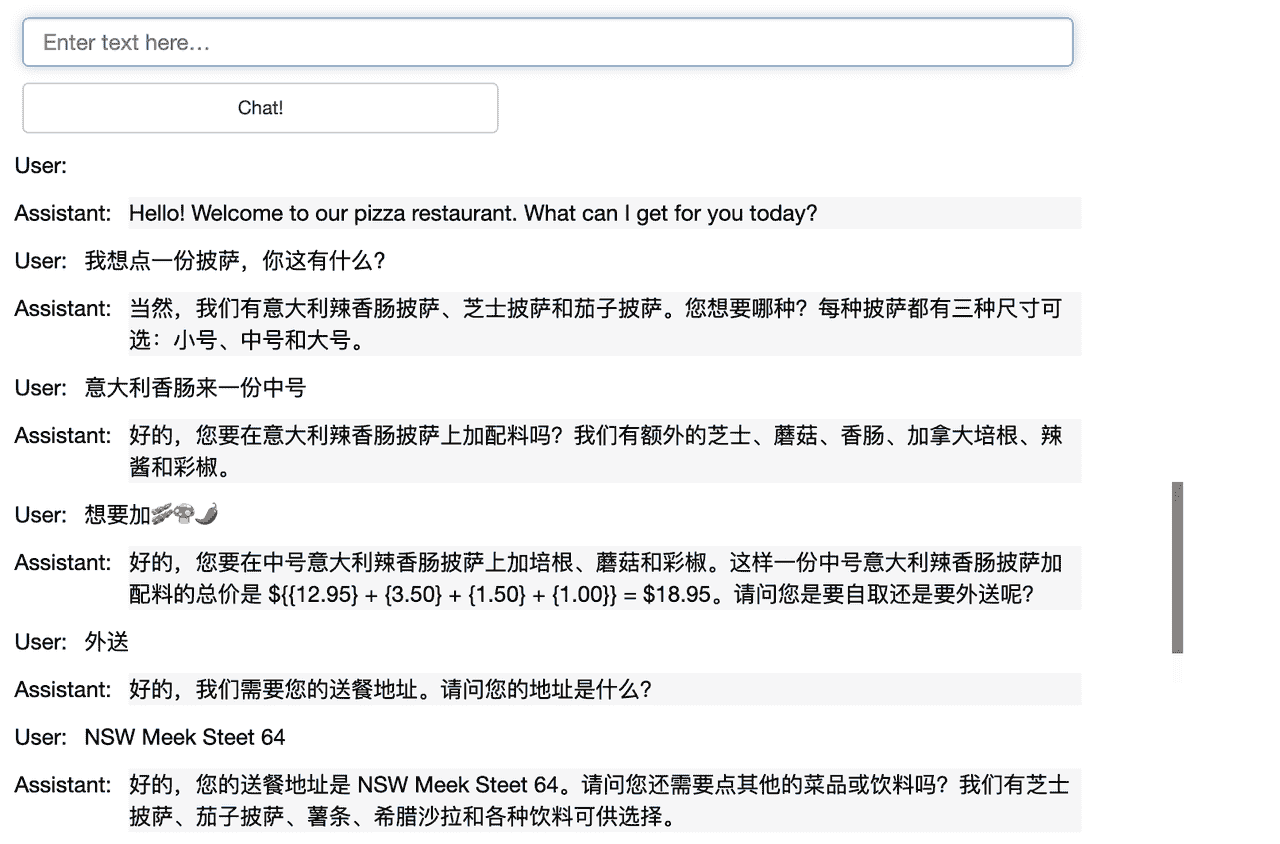 Enter text here…
Chat!
User:
Assistant: Hello! Welcome to our pizza restaurant. What can I get for you today?
User: 我想点一份披萨，你这有什么？
Assistant: 当然，我们有意大利辣香肠披萨、芝士披萨和茄子披萨。您想要哪种？每种披萨都有三种尺寸可
选：小号、中号和大号。
User: 意大利香肠来一份中号
Assistant: 好的，您要在意大利辣香肠披萨上加配料吗？我们有额外的芝士、蘑菇、香肠、加拿大培根、辣
酱和彩椒。
User: 想要加🥓🍄🌶
Assistant: 好的，您要在中号意大利辣香肠披萨上加培根、蘑菇和彩椒。这样一份中号意大利辣香肠披萨加
配料的总价是 ${{12.95} + {3.50} + {1.50} + {1.00}} = $18.95。请问您是要自取还是要外送呢？
User: 外送
Assistant: 好的，我们需要您的送餐地址。请问您的地址是什么？
User: NSW Meek Steet 64
Assistant: 好的，您的送餐地址是 NSW Meek Steet 64。请问您还需要点其他的菜品或饮料吗？我们有芝士
披萨、茄子披萨、薯条、希腊沙拉和各种饮料可供选择。